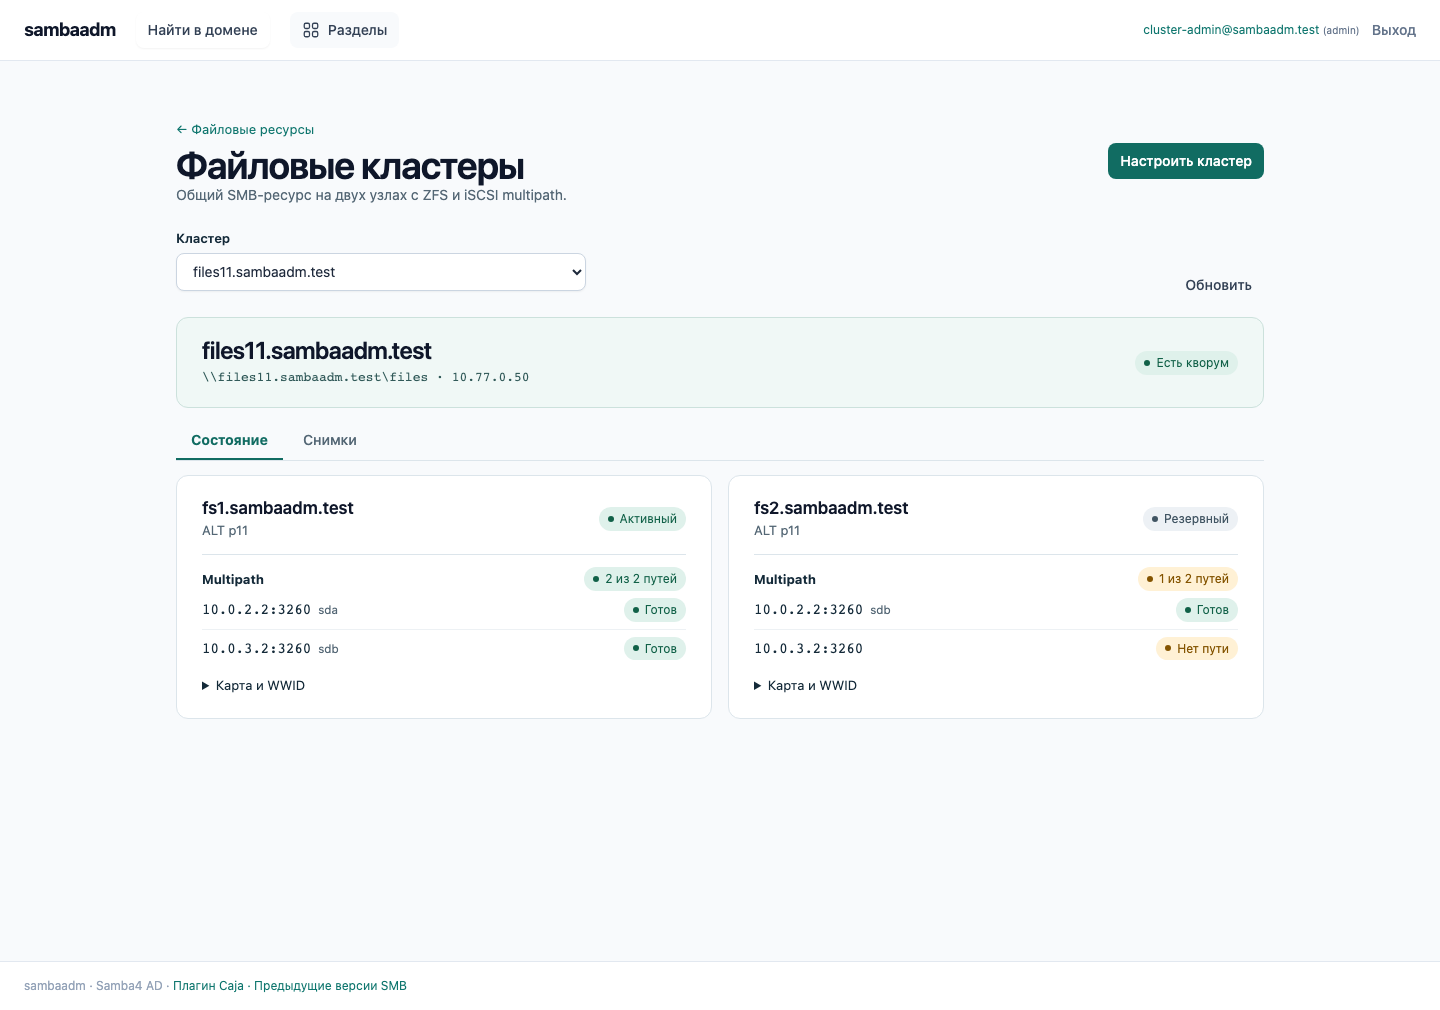 sambaadm
Найти в домене
Разделы
cluster-admin@sambaadm.test (admin)
Выход
← Файловые ресурсы
Файловые кластеры
Общий SMB-ресурс на двух узлах с ZFS и iSCSI multipath.
Настроить кластер
Кластер
files11.sambaadm.test
Обновить
files11.sambaadm.test
\\files11.sambaadm.test\files · 10.77.0.50
Есть кворум
Состояние
Снимки
fs1.sambaadm.test
ALT p11
Активный
Multipath
2 из 2 путей
10.0.2.2:3260 sda
Готов
10.0.3.2:3260 sdb
Готов
Карта и WWID
fs2.sambaadm.test
ALT p11
Резервный
Multipath
1 из 2 путей
10.0.2.2:3260 sdb
Готов
10.0.3.2:3260
Нет пути
Карта и WWID
sambaadm · Samba4 AD · Плагин Caja · Предыдущие версии SMB